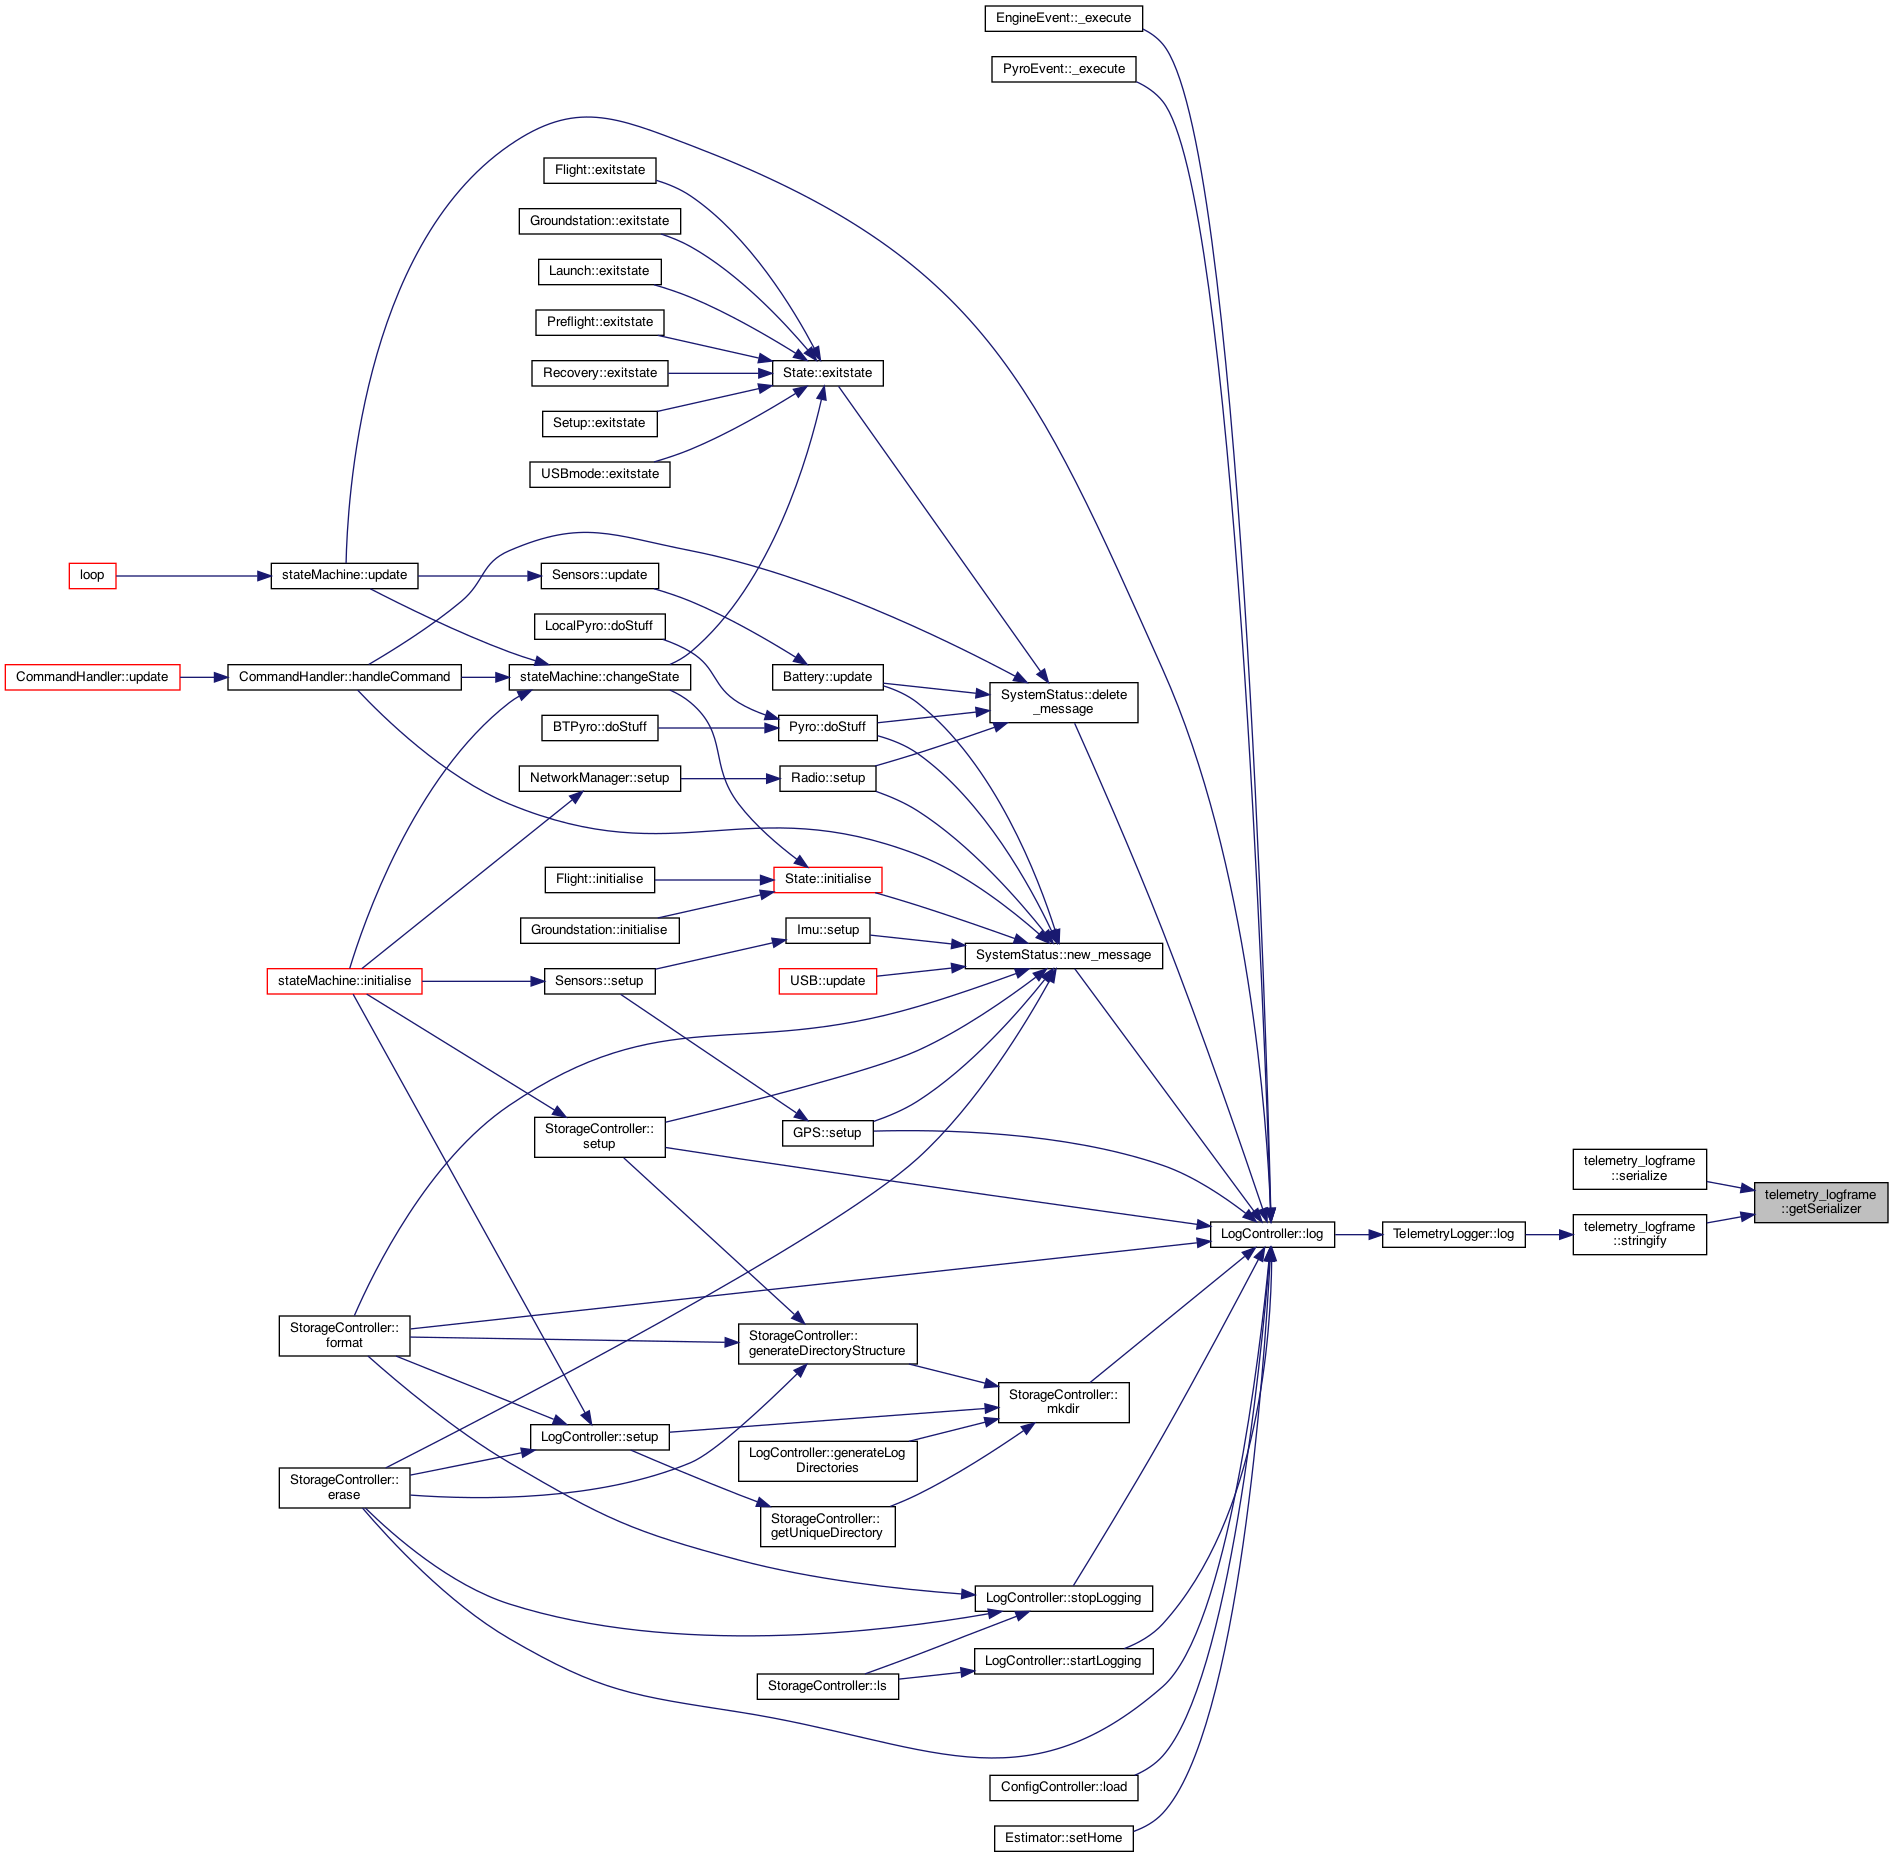 EngineEvent::_execute
PyroEvent::_execute
Flight::exitstate
Groundstation::exitstate
Launch::exitstate
Preflight::exitstate
State::exitstate
Recovery::exitstate
Setup::exitstate
USBmode::exitstate
loop
stateMachine::update
Sensors::update
LocalPyro::doStuff
CommandHandler::update
CommandHandler::handleCommand
stateMachine::changeState
Battery::update
SystemStatus::delete
_message
BTPyro::doStuff
Pyro::doStuff
NetworkManager::setup
Radio::setup
Flight::initialise
State::initialise
Groundstation::initialise
Imu::setup
SystemStatus::new_message
stateMachine::initialise
Sensors::setup
USB::update
StorageController::
setup
GPS::setup
telemetry_logframe
::serialize
telemetry_logframe
::getSerializer
LogController::log
TelemetryLogger::log
telemetry_logframe
::stringify
StorageController::
format
StorageController::
generateDirectoryStructure
StorageController::
mkdir
LogController::setup
LogController::generateLog
Directories
StorageController::
erase
StorageController::
getUniqueDirectory
LogController::stopLogging
LogController::startLogging
StorageController::ls
ConfigController::load
Estimator::setHome